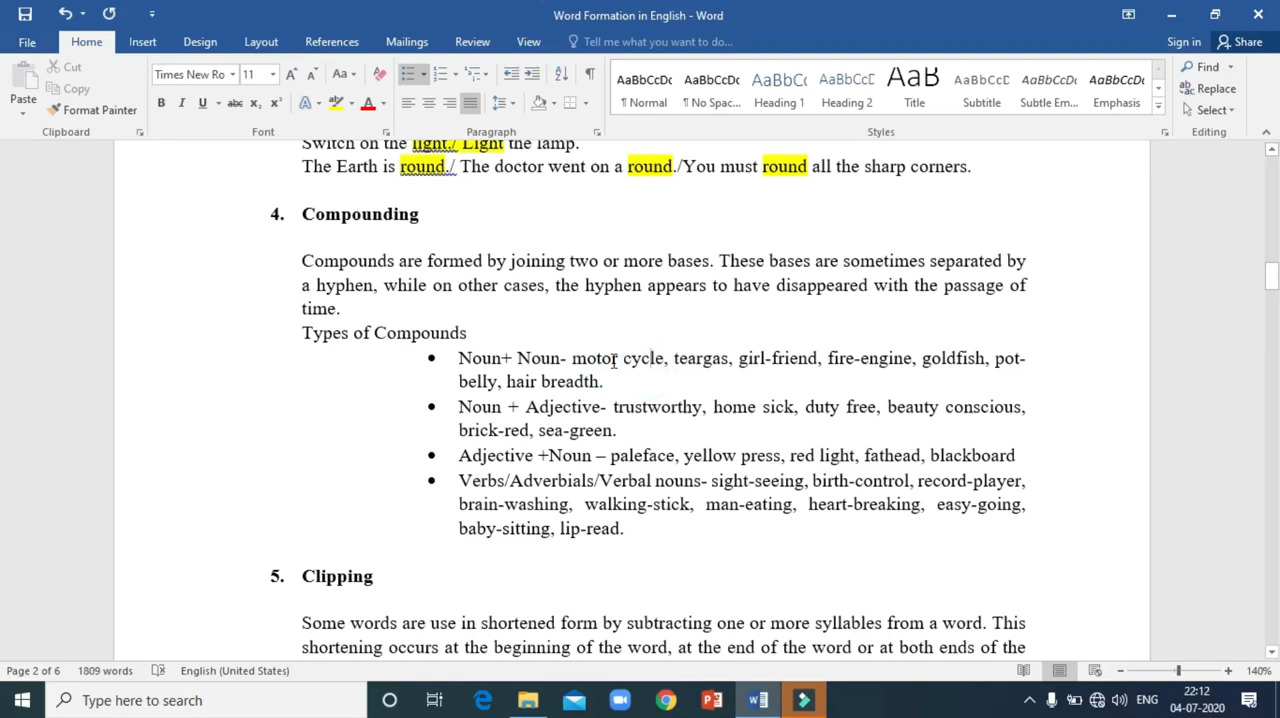 Word Formation in English - Word
File Home Insert Design Layout References Mailings Review View Tell me what you want to do... Sign in Share
Cut
Copy
Format Painter
Paste
Clipboard
Times New Ro 11
Font
Paragraph
AaBbCcDc AaBbCcDc AaBbCc AaBbCcD AaB AaBbCcD AaBbCcDc AaBbCcDc
¶ Normal ¶ No Spac... Heading 1 Heading 2 Title Subtitle Subtle Em... Emphasis
Styles
Find
Replace
Select
Editing
Switch on the light./ Light the lamp.
The Earth is round./ The doctor went on a round./You must round all the sharp corners.
4. Compounding
Compounds are formed by joining two or more bases. These bases are sometimes separated by
a hyphen, while on other cases, the hyphen appears to have disappeared with the passage of
time.
Types of Compounds
• Noun+ Noun- motor cycle, teargas, girl-friend, fire-engine, goldfish, pot-
belly, hair breadth.
• Noun + Adjective- trustworthy, home sick, duty free, beauty conscious,
brick-red, sea-green.
• Adjective +Noun – paleface, yellow press, red light, fathead, blackboard
• Verbs/Adverbials/Verbal nouns- sight-seeing, birth-control, record-player,
brain-washing, walking-stick, man-eating, heart-breaking, easy-going,
baby-sitting, lip-read.
5. Clipping
Some words are use in shortened form by subtracting one or more syllables from a word. This
shortening occurs at the beginning of the word, at the end of the word or at both ends of the
Page 2 of 6 1809 words English (United States) 140%
Type here to search
ENG
22:12
04-07-2020